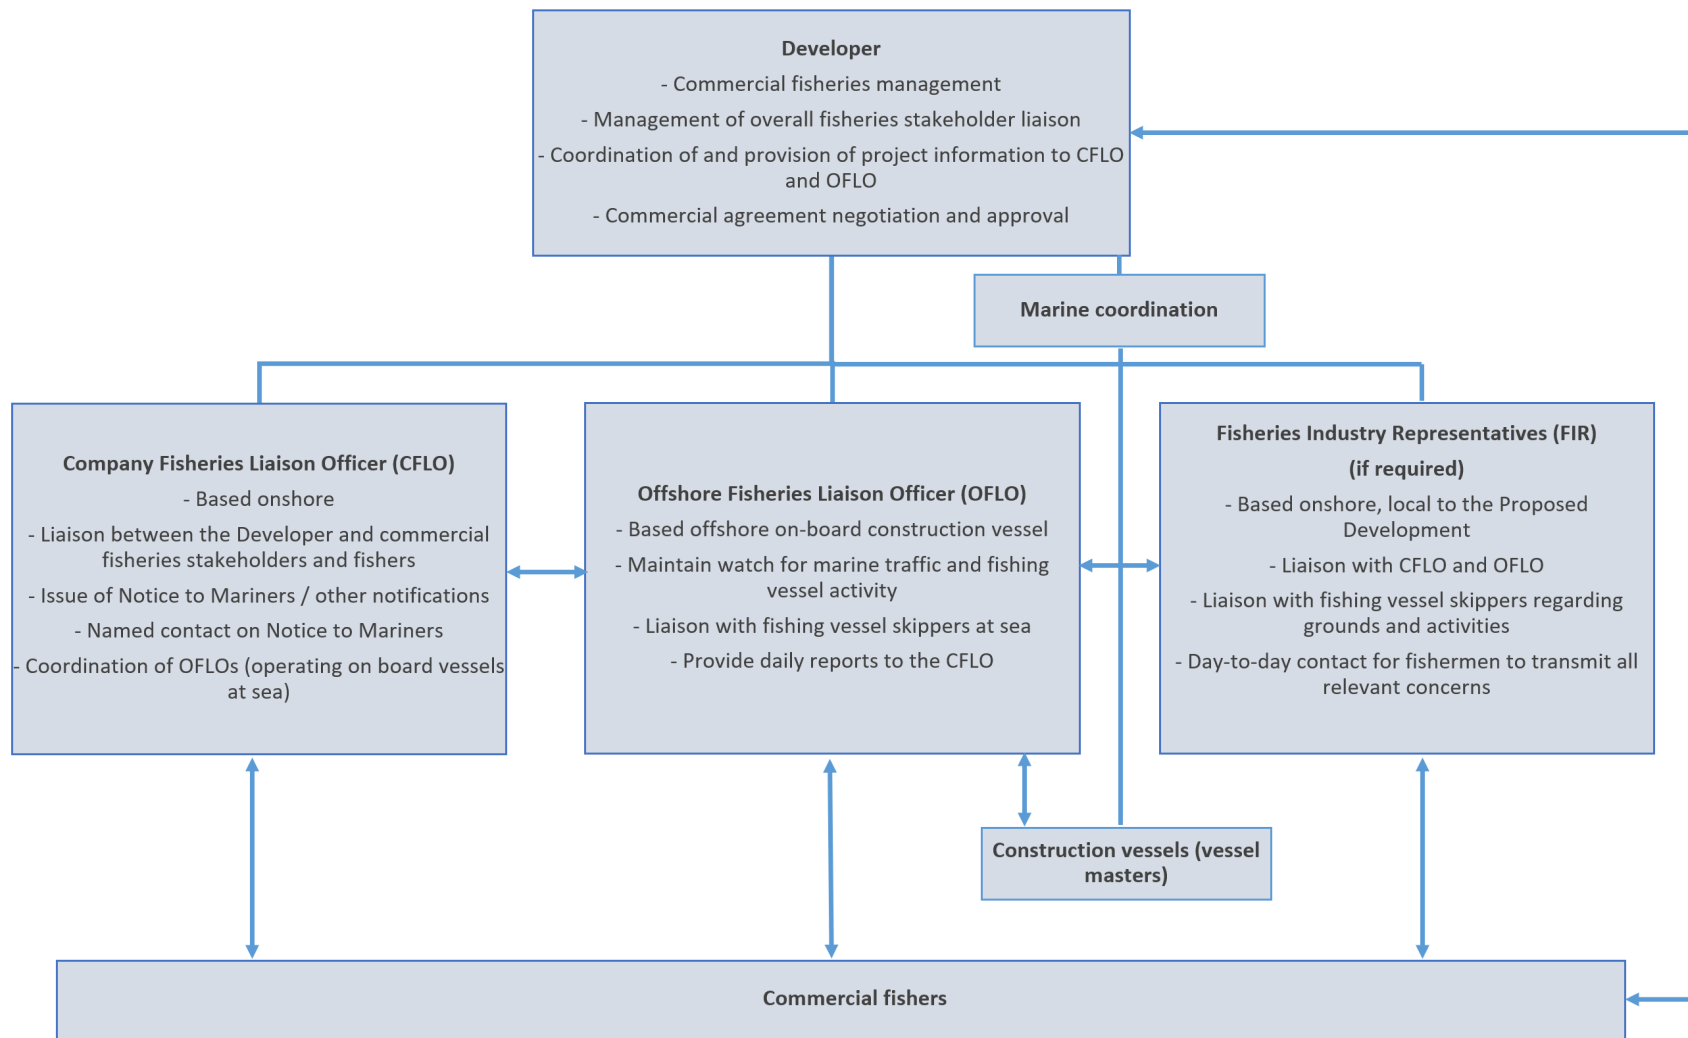 Developer
- Commercial fisheries management
- Management of overall fisheries stakeholder liaison
- Coordination of and provision of project information to CFLO
and OFLO
- Commercial agreement negotiation and approval
Marine coordination
Company Fisheries Liaison Officer (CFLO)
- Based onshore
- Liaison between the Developer and commercial
fisheries stakeholders and fishers
- Issue of Notice to Mariners / other notifications
- Named contact on Notice to Mariners
- Coordination of OFLOs (operating on board vessels
at sea)
Offshore Fisheries Liaison Officer (OFLO)
- Based offshore on-board construction vessel
- Maintain watch for marine traffic and fishing
vessel activity
- Liaison with fishing vessel skippers at sea
- Provide daily reports to the CFLO
Fisheries Industry Representatives (FIR)
(if required)
- Based onshore, local to the Proposed
Development
- Liaison with CFLO and OFLO
- Liaison with fishing vessel skippers regarding
grounds and activities
- Day-to-day contact for fishermen to transmit all
relevant concerns
Construction vessels (vessel
masters)
Commercial fishers